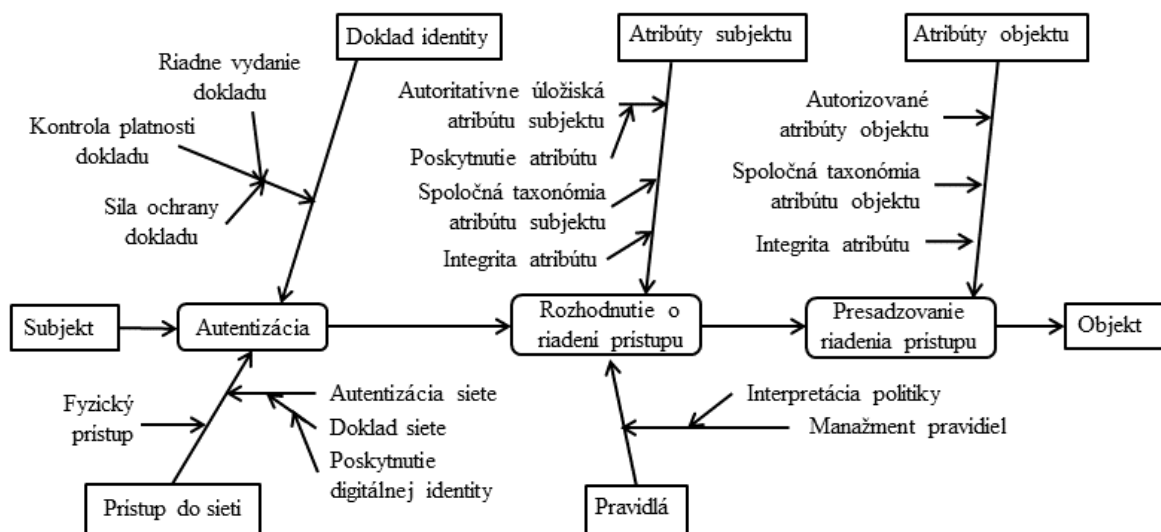 Doklad identity
Atribúty subjektu
Atribúty objektu
Riadne vydanie
dokladu
Kontrola platnosti
dokladu
Sila ochrany
dokladu
Autoritatívne úložiská
atribútu subjektu
Poskytnutie atribútu
Spoločná taxonómia
atribútu subjektu
Integrita atribútu
Autorizované
atribúty objektu
Spoločná taxonómia
atribútu objektu
Integrita atribútu
Subjekt
Autentizácia
Rozhodnutie o
riadení prístupu
Presadzovanie
riadenia prístupu
Objekt
Fyzický
prístup
Autentizácia siete
Doklad siete
Poskytnutie
digitálnej identity
Interpretácia politiky
Manažment pravidiel
Prístup do sieti
Pravidlá